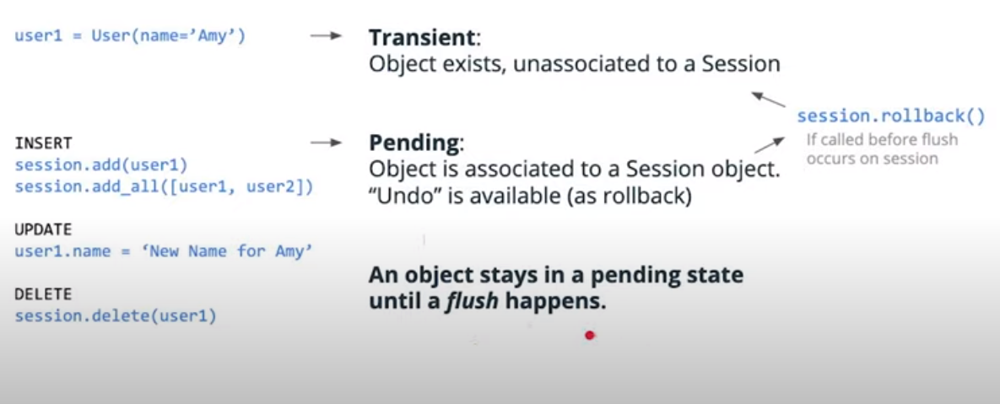 user1 = User(name=’Amy’)
Transient:
Object exists, unassociated to a Session
session.rollback()
If called before flush
occurs on session
INSERT
session.add(user1)
session.add_all([user1, user2])
Pending:
Object is associated to a Session object.
“Undo” is available (as rollback)
UPDATE
user1.name = ‘New Name for Amy’
DELETE
session.delete(user1)
An object stays in a pending state
until a flush happens.